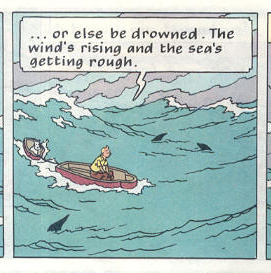 ... or else be drowned. The
wind's rising and the sea's
getting rough.